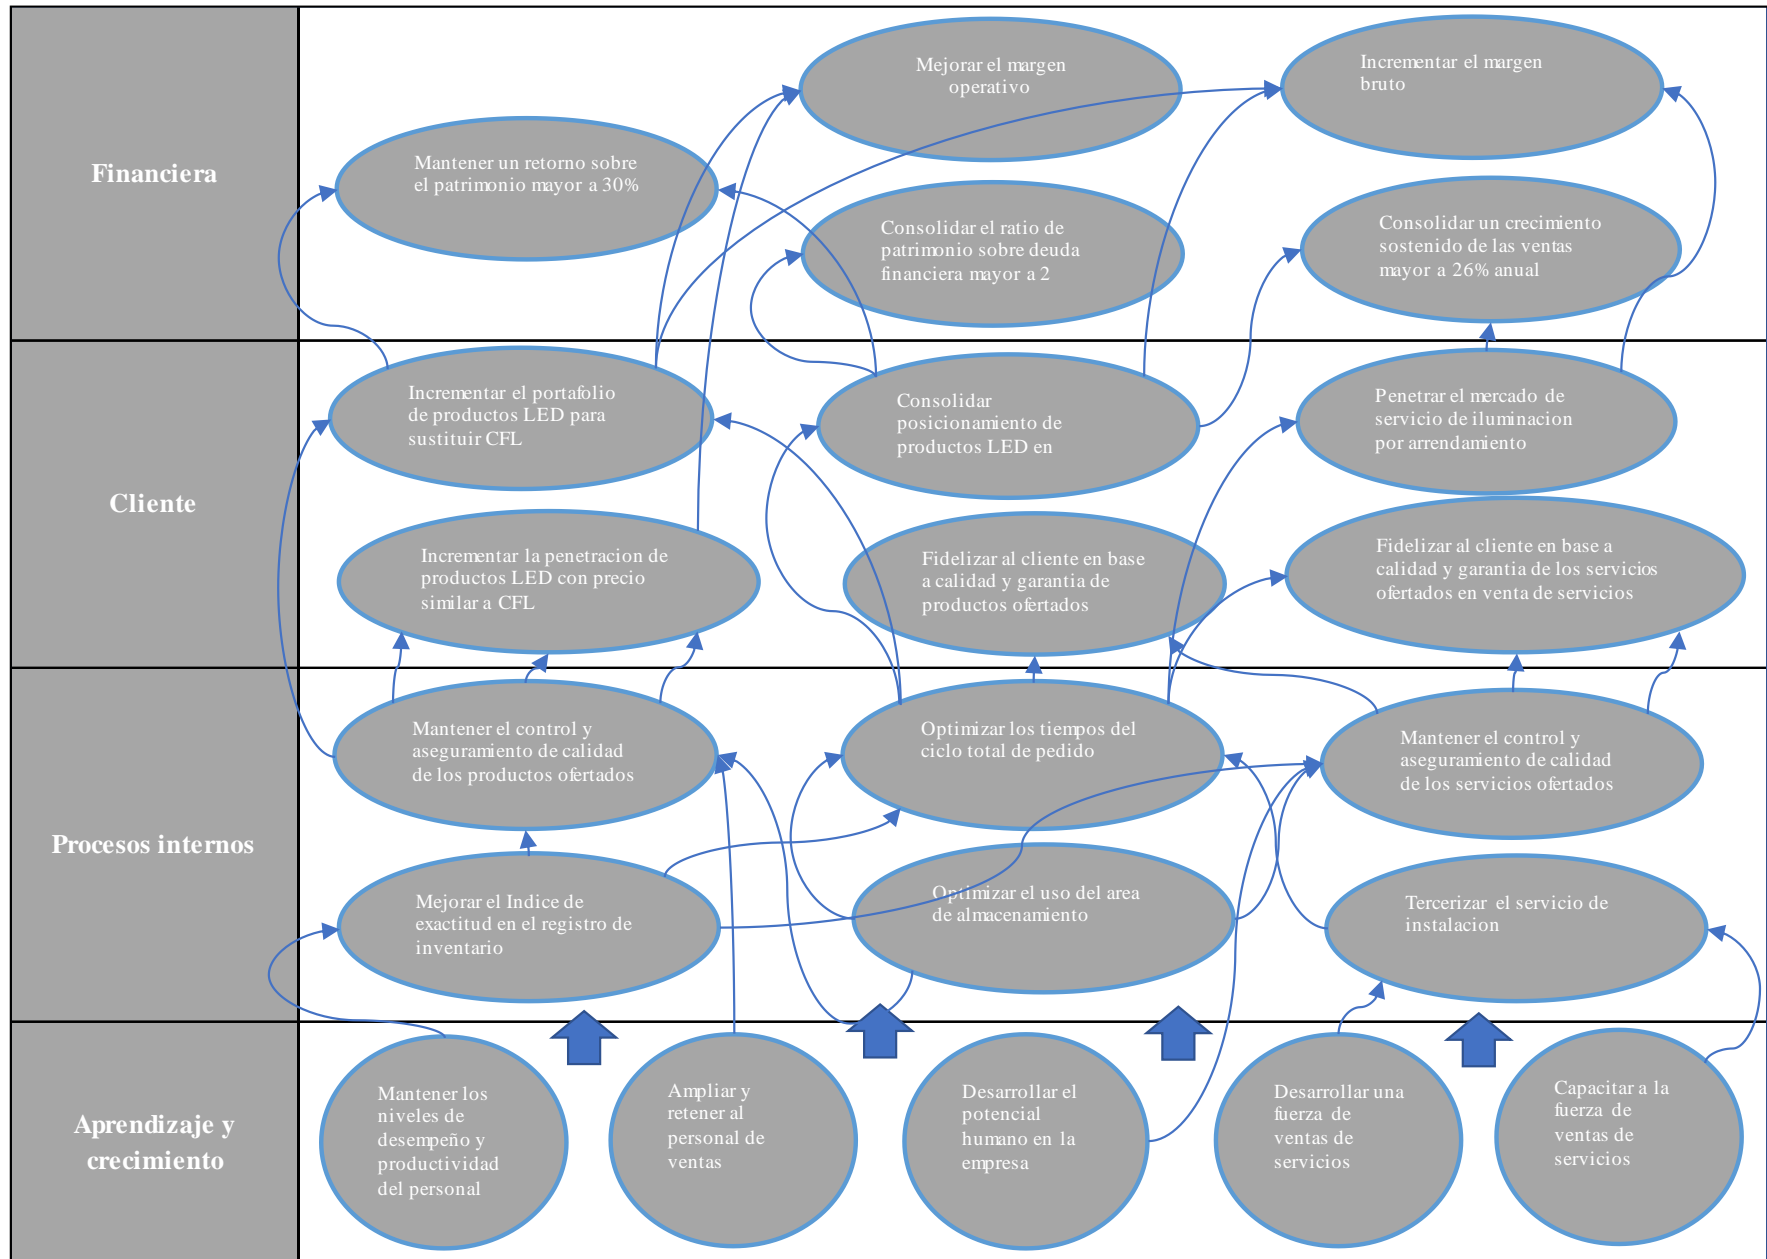 Financiera
Mejorar el margen
operativo
Incrementar el margen
bruto
Mantener un retorno sobre
el patrimonio mayor a 30%
Consolidar el ratio de
patrimonio sobre deuda
financiera mayor a 2
Consolidar un crecimiento
sostenido de las ventas
mayor a 26% anual
Cliente
Incrementar el portafolio
de productos LED para
sustituir CFL
Consolidar
posicionamiento de
productos LED en
Penetrar el mercado de
servicio de iluminacion
por arrendamiento
Incrementar la penetracion de
productos LED con precio
similar a CFL
Fidelizar al cliente en base
a calidad y garantia de
productos ofertados
Fidelizar al cliente en base a
calidad y garantia de los servicios
ofertados en venta de servicios
Procesos internos
Mantener el control y
aseguramiento de calidad
de los productos ofertados
Optimizar los tiempos del
ciclo total de pedido
Mantener el control y
aseguramiento de calidad
de los servicios ofertados
Mejorar el Indice de
exactitud en el registro de
inventario
Optimizar el uso del area
de almacenamiento
Tercerizar el servicio de
instalacion
Aprendizaje y
crecimiento
Mantener los
niveles de
desempeño y
productividad
del personal
Ampliar y
retener al
personal de
ventas
Desarrollar el
potencial
humano en la
empresa
Desarrollar una
fuerza de
ventas de
servicios
Capacitar a la
fuerza de
ventas de
servicios